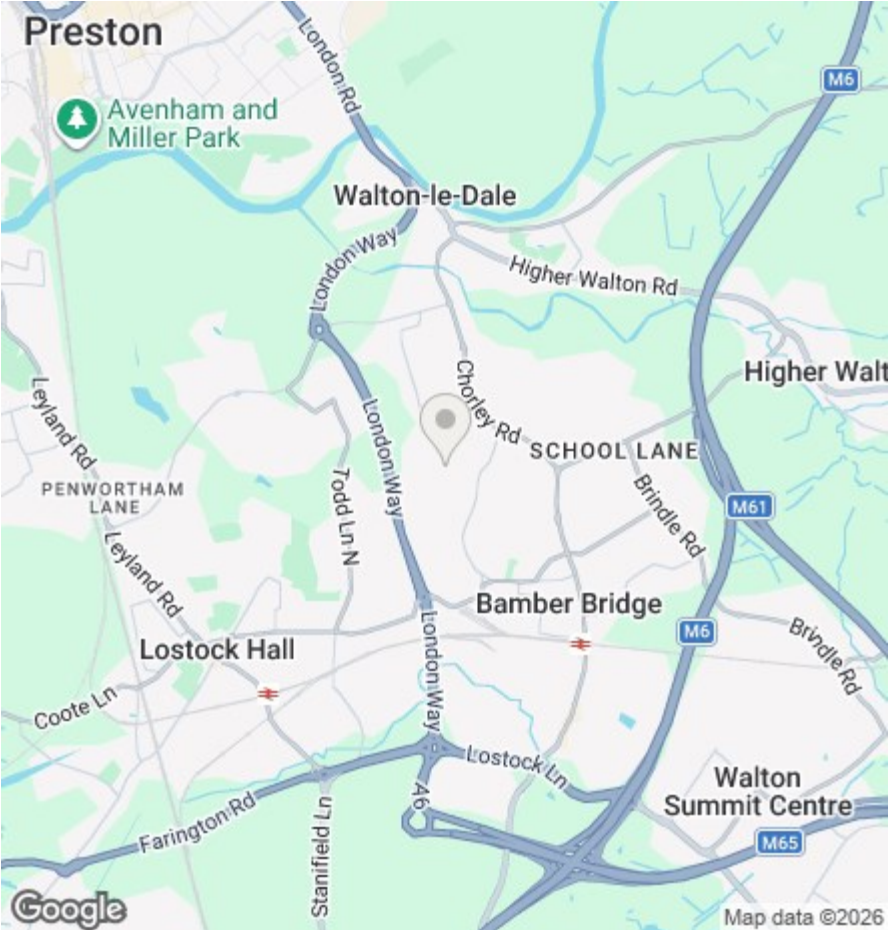 Preston
London Rd
M6
Avenham and
Miller Park
Walton-le-Dale
London Way
Higher Walton Rd
Higher Walt
Leyland Rd
Chorley Rd
London Way
SCHOOL LANE
PENWORTHAM
LANE
Todd Ln N
Brindle Rd
M61
Leyland Rd
Bamber Bridge
M6
Lostock Hall
London Way
Brindle Rd
Coote Ln
Lostock Ln
Walton
Summit Centre
A6
Farington Rd
Stanifield Ln
M65
Google
Map data ©2026